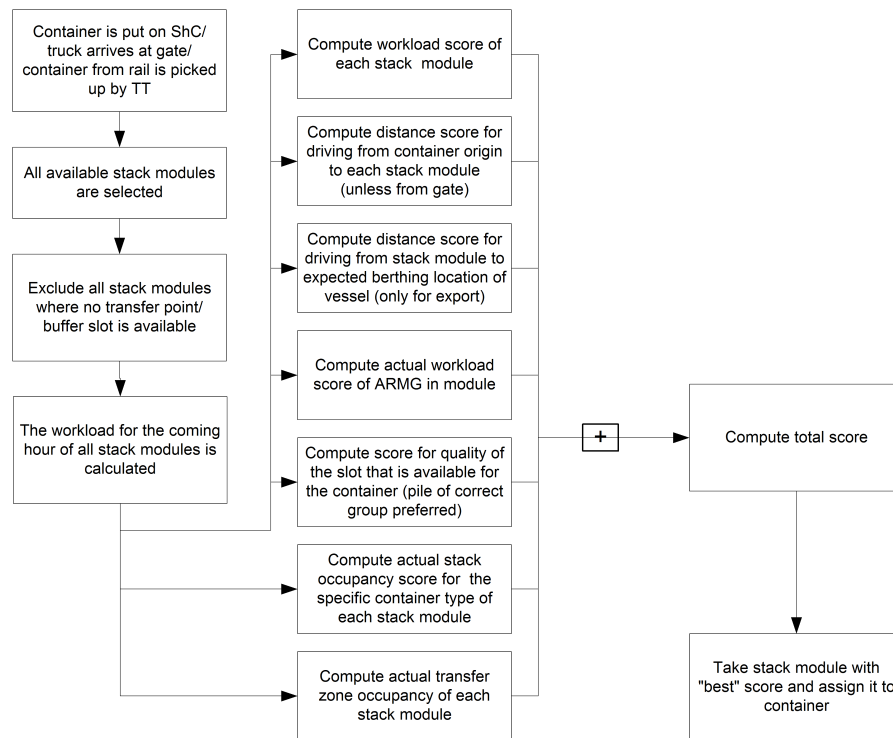 Container is put on ShC/
truck arrives at gate/
container from rail is picked
up by TT
All available stack modules
are selected
Exclude all stack modules
where no transfer point/
buffer slot is available
The workload for the coming
hour of all stack modules is
calculated
Compute workload score of
each stack module
Compute distance score for
driving from container origin
to each stack module
(unless from gate)
Compute distance score for
driving from stack module to
expected berthing location of
vessel (only for export)
Compute actual workload
score of ARMG in module
Compute score for quality of
the slot that is available for
the container (pile of correct
group preferred)
Compute actual stack
occupancy score for the
specific container type of
each stack module
Compute actual transfer
zone occupancy of each
stack module
+
Compute total score
Take stack module with
"best" score and assign it to
container